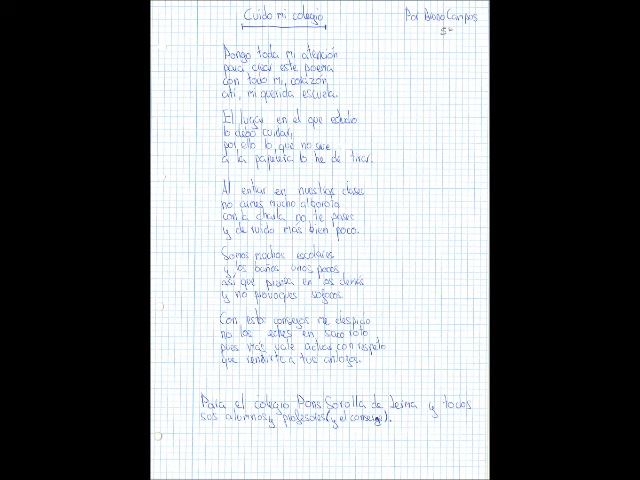 Cuido mi colegio
Por Bruno Campos
5º
Pongo toda mi atención
para crear este poema
con todo mi, corazón,
a ti, mi querida escuela.
El lugar en el que estudio
lo debo cuidar,
por ello lo, que no sirve
a la papelera lo he de tirar.
Al entrar en nuestras clases
no armes mucho alboroto
con la charla no te pases
y de ruido más bien poco.
Somos muchos escolares
y los baños unos pocos
así que piensa en los demás
y no provoques sofocos.
Con estos consejos me despido
no los eches en saco roto
pues más vale actuar con respeto
que rendirte a tus antojos.
Para el colegio Pons Sorolla de Lerma y todos
sus alumnos y profesores (y el conserje).